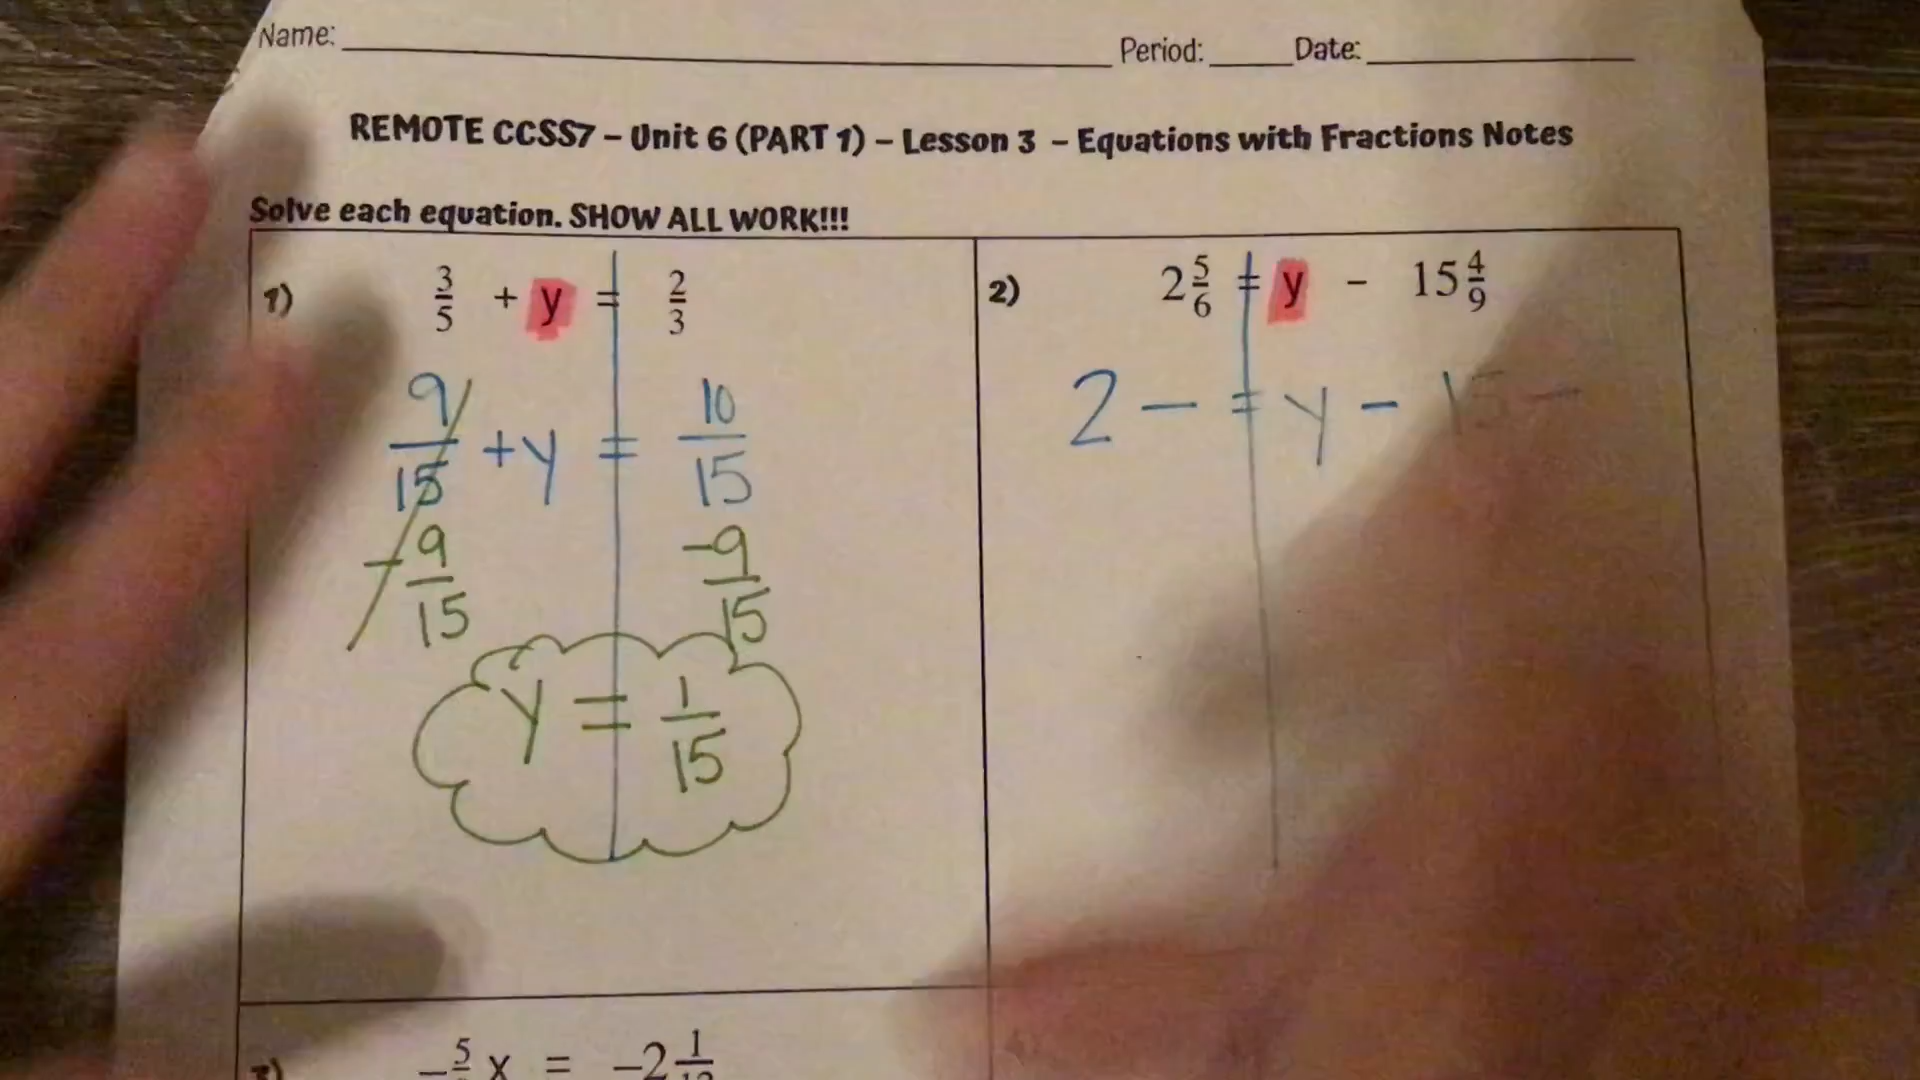 Name: Period: Date:
REMOTE CCSS7 – Unit 6 (PART 1) – Lesson 3 – Equations with Fractions Notes
Solve each equation. SHOW ALL WORK!!!
1) 3/5 + y = 2/3
9/15 + y = 10/15
-9/15 -9/15
y = 1/15
2) 2 5/6 = y - 15 4/9
2 — = y - 15 —
= -2